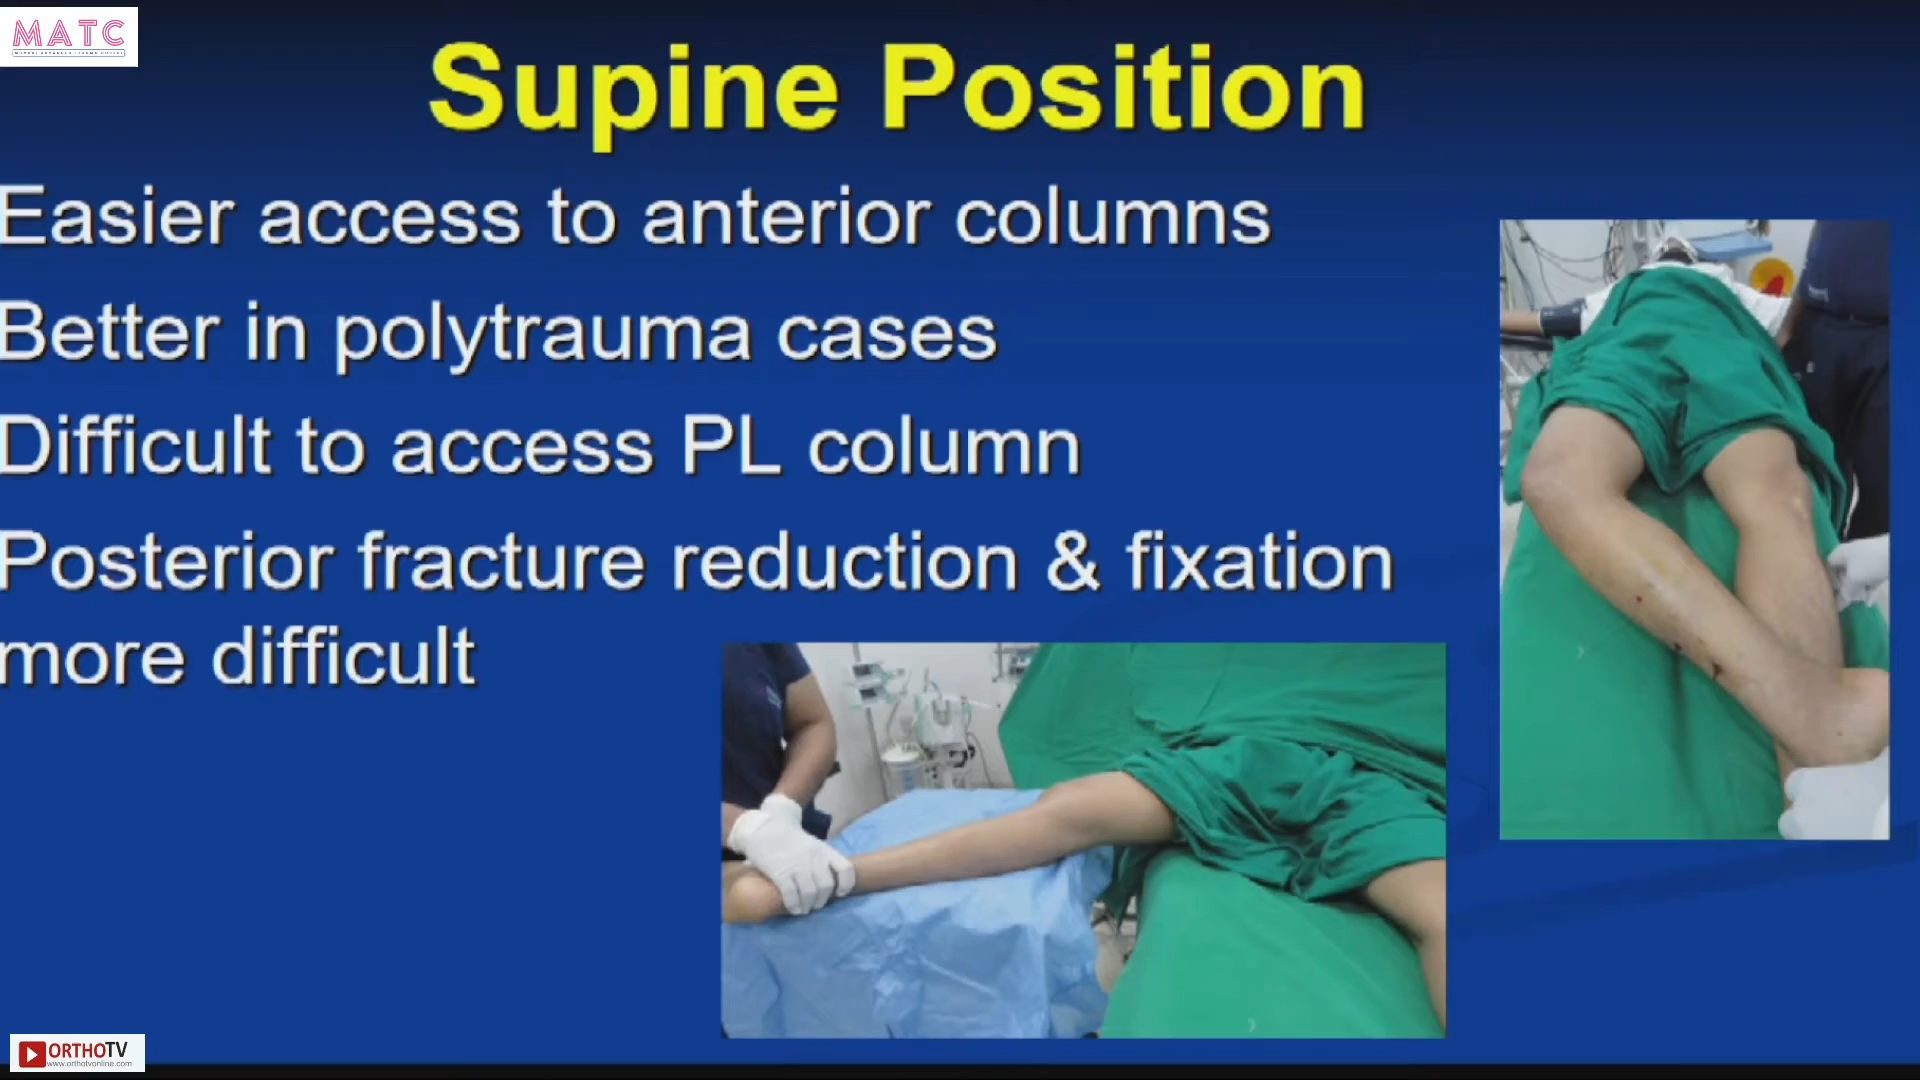 MATC
Supine Position
Easier access to anterior columns
Better in polytrauma cases
Difficult to access PL column
Posterior fracture reduction & fixation
more difficult
ORTHOTV
www.orthotvonline.com